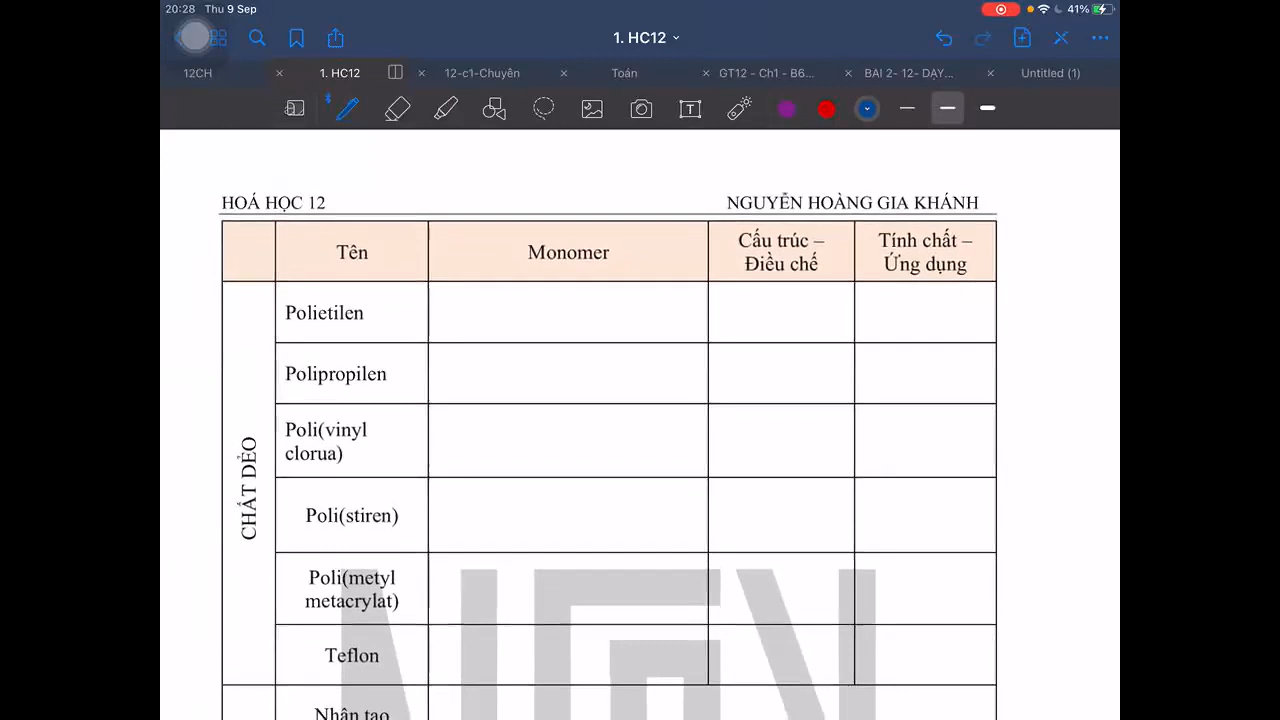 20:28 Thu 9 Sep
41%
1. HC12
12CH
1. HC12
12-c1-Chuyên
Toán
GT12 - Ch1 - B6...
BAI 2- 12- DẠY...
Untitled (1)
HOÁ HỌC 12
NGUYỄN HOÀNG GIA KHÁNH
Tên
Monomer
Cấu trúc –
Điều chế
Tính chất –
Ứng dụng
CHẤT DẺO
Polietilen
Polipropilen
Poli(vinyl
clorua)
Poli(stiren)
Poli(metyl
metacrylat)
Teflon
Nhân tạo